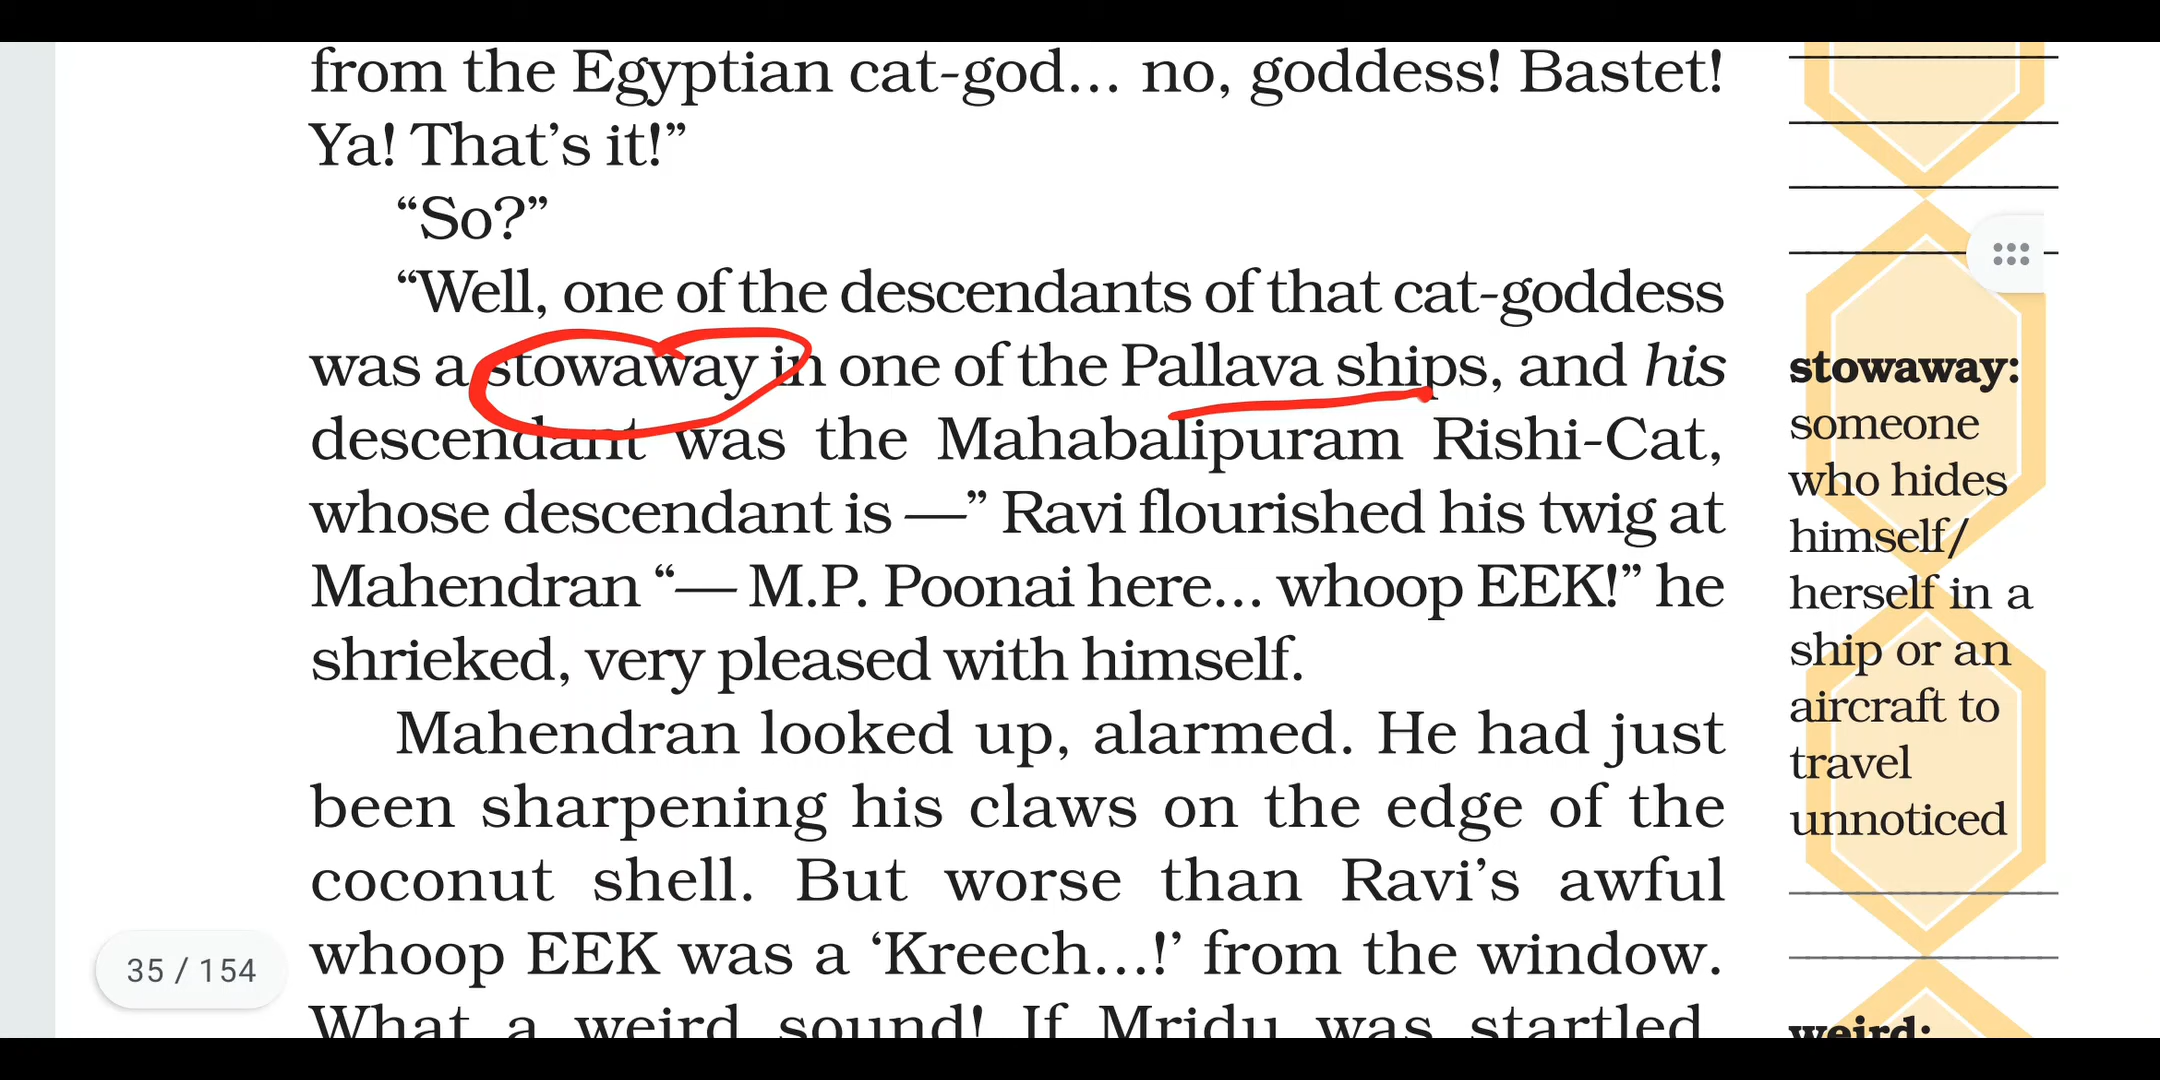 from the Egyptian cat-god... no, goddess! Bastet!
Ya! That’s it!”
“So?”
“Well, one of the descendants of that cat-goddess
was a stowaway in one of the Pallava ships, and his
descendant was the Mahabalipuram Rishi-Cat,
whose descendant is —” Ravi flourished his twig at
Mahendran “— M.P. Poonai here... whoop EEK!” he
shrieked, very pleased with himself.
Mahendran looked up, alarmed. He had just
been sharpening his claws on the edge of the
coconut shell. But worse than Ravi’s awful
whoop EEK was a ‘Kreech...!’ from the window.
What a weird sound! If Mridu was startled,
stowaway:
someone
who hides
himself/
herself in a
ship or an
aircraft to
travel
unnoticed
weird:
35 / 154